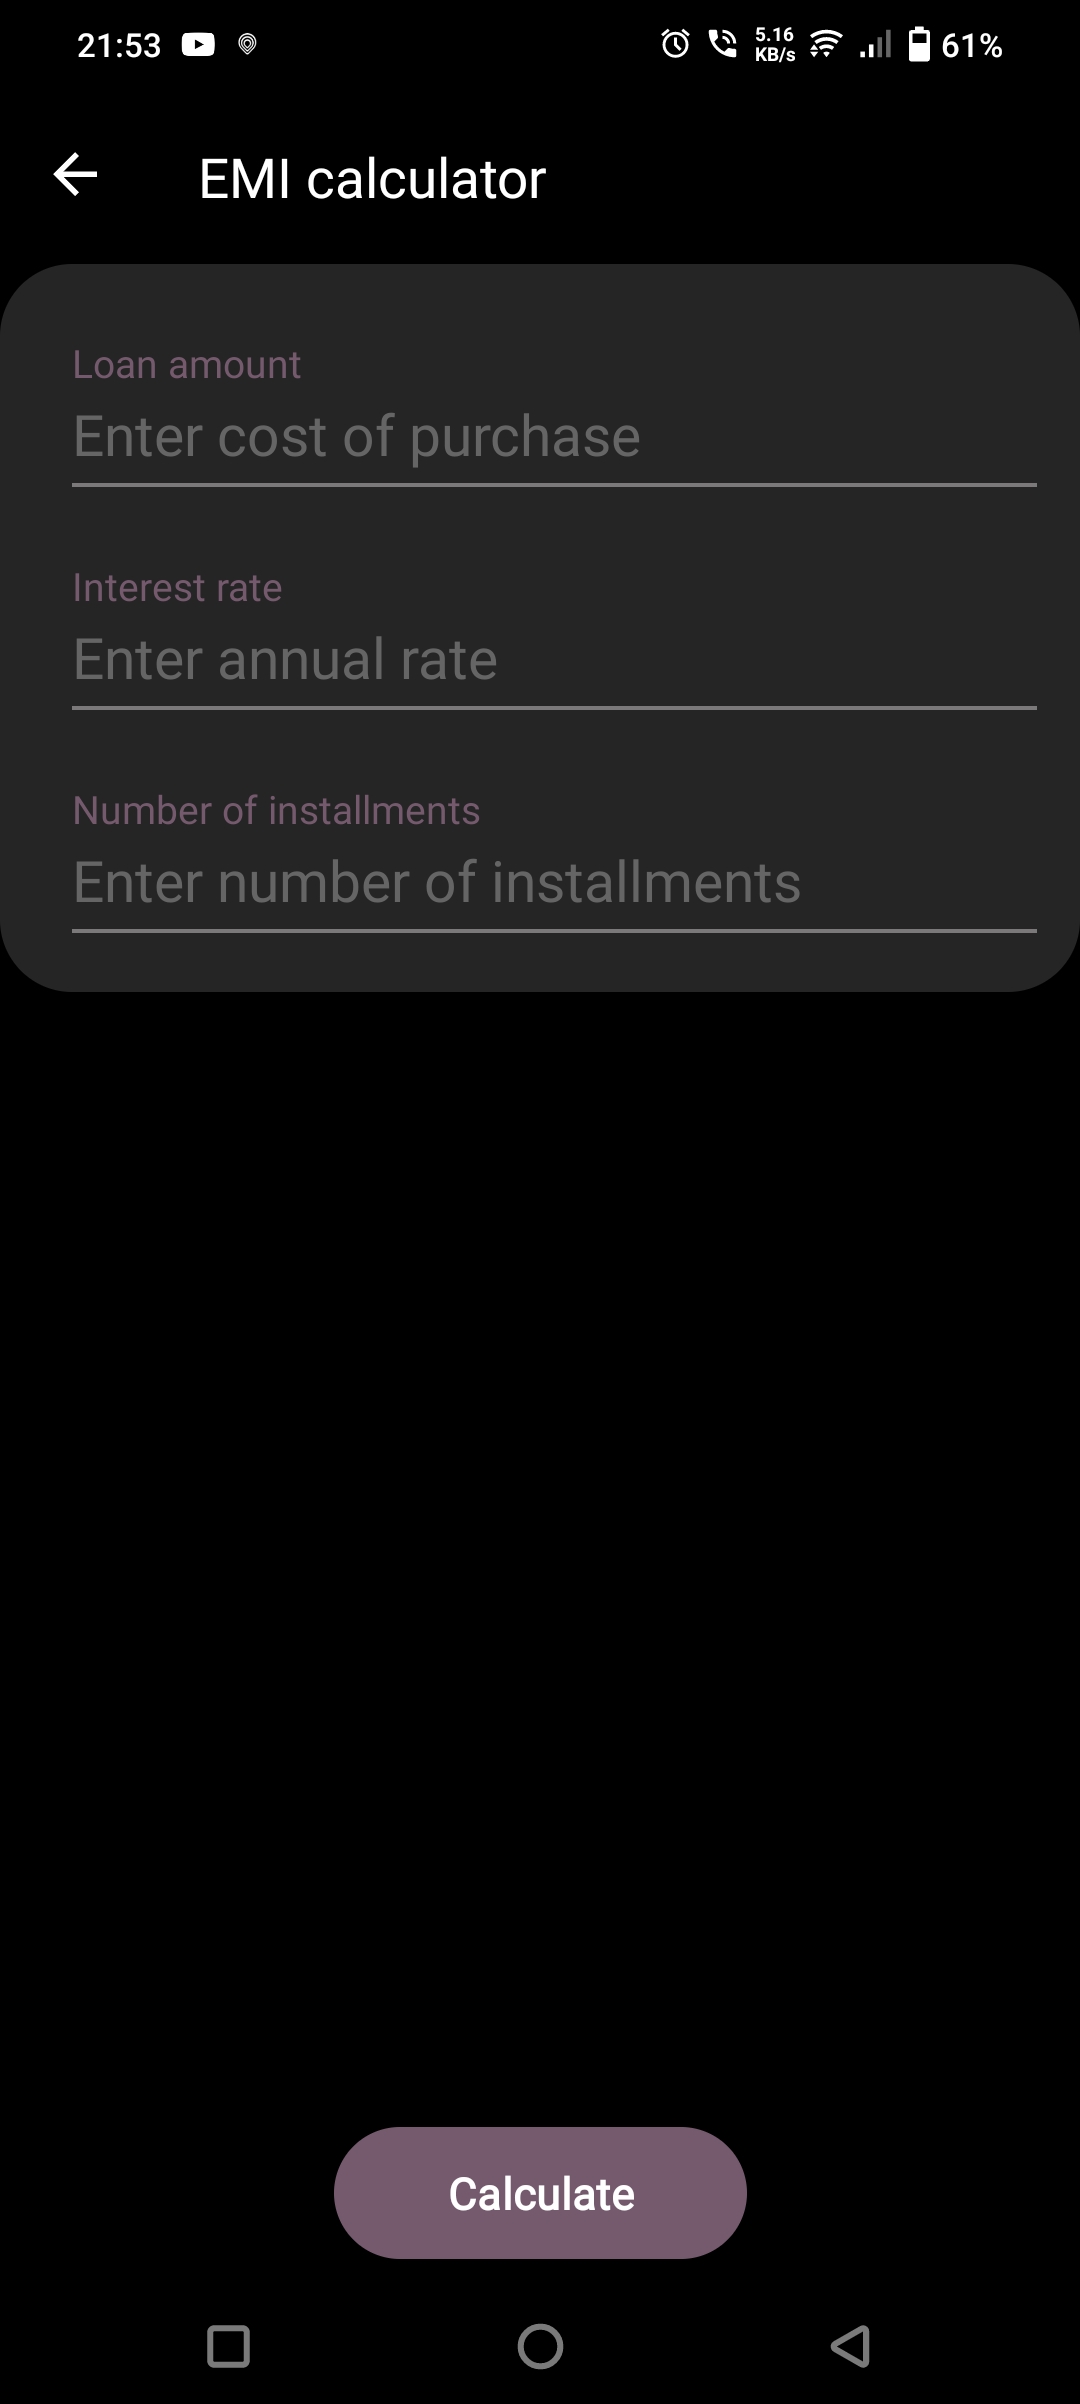 21:53 5.16 KB/s 61%
EMI calculator
Loan amount
Enter cost of purchase
Interest rate
Enter annual rate
Number of installments
Enter number of installments
Calculate